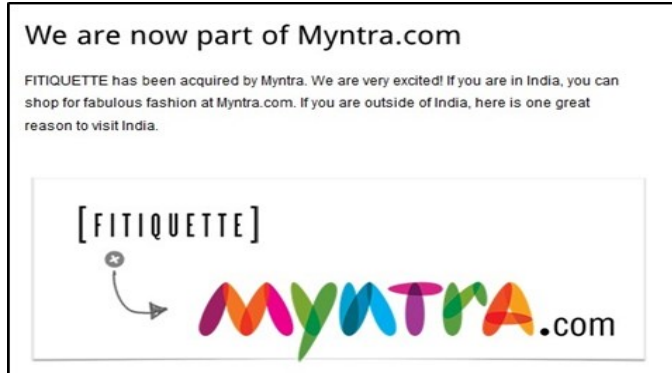 We are now part of Myntra.com
FITIQUETTE has been acquired by Myntra. We are very excited! If you are in India, you can
shop for fabulous fashion at Myntra.com. If you are outside of India, here is one great
reason to visit India.
[FITIQUETTE]
Myntra.com